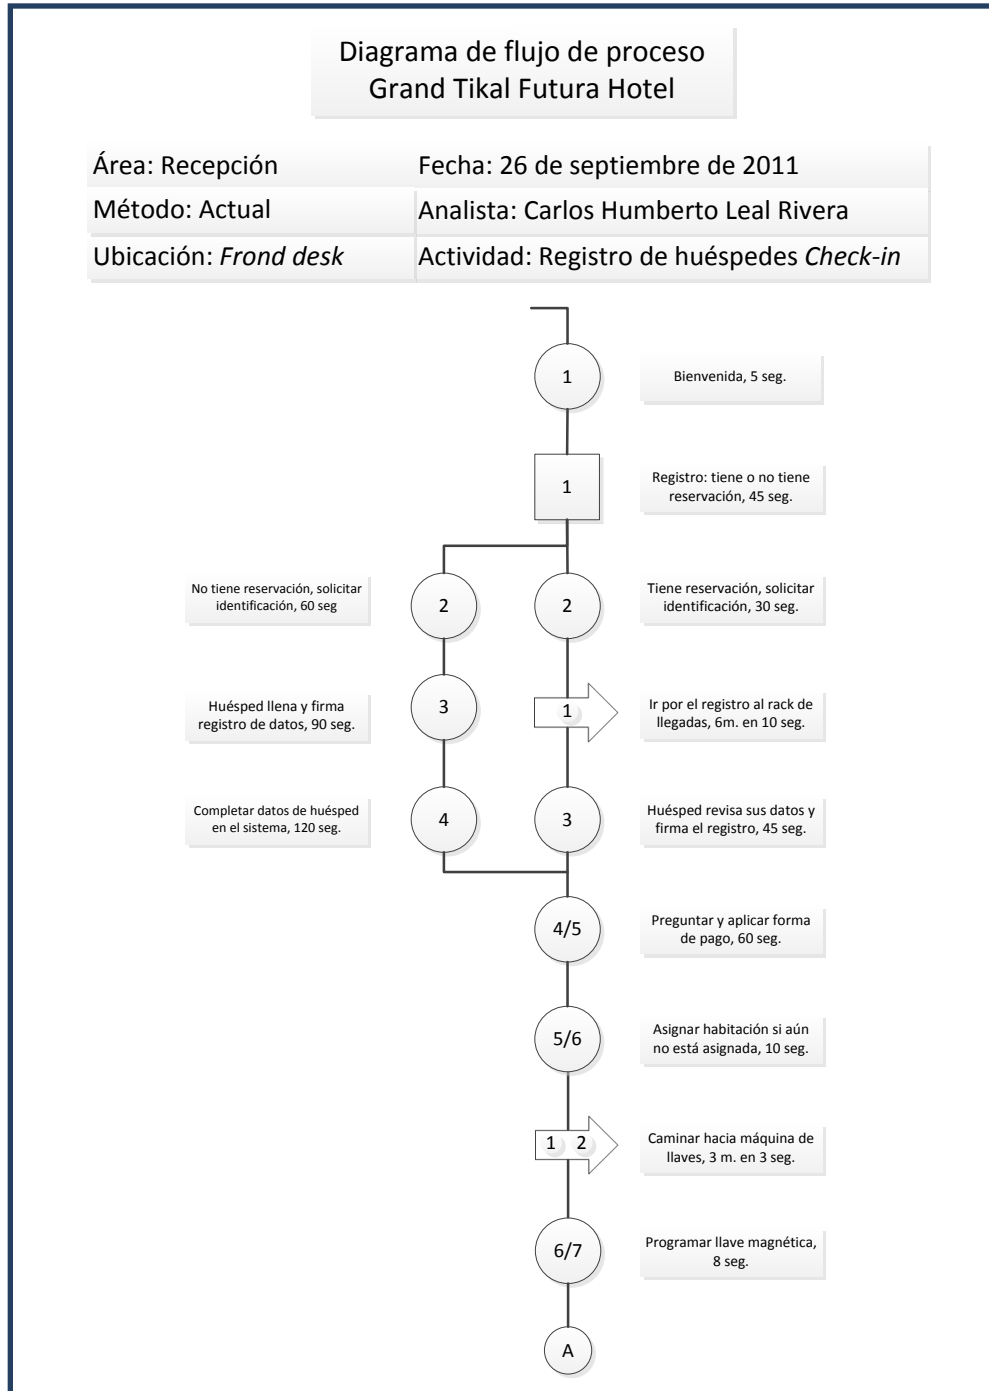 Diagrama de flujo de proceso
Grand Tikal Futura Hotel
Área: Recepción
Fecha: 26 de septiembre de 2011
Método: Actual
Analista: Carlos Humberto Leal Rivera
Ubicación: Frond desk
Actividad: Registro de huéspedes Check-in
1
Bienvenida, 5 seg.
1
Registro: tiene o no tiene
reservación, 45 seg.
No tiene reservación, solicitar
identificación, 60 seg
2
2
Tiene reservación, solicitar
identificación, 30 seg.
Huésped llena y firma
registro de datos, 90 seg.
3
1
Ir por el registro al rack de
llegadas, 6m. en 10 seg.
Completar datos de huésped
en el sistema, 120 seg.
4
3
Huésped revisa sus datos y
firma el registro, 45 seg.
4/5
Preguntar y aplicar forma
de pago, 60 seg.
5/6
Asignar habitación si aún
no está asignada, 10 seg.
1 2
Caminar hacia máquina de
llaves, 3 m. en 3 seg.
6/7
Programar llave magnética,
8 seg.
A